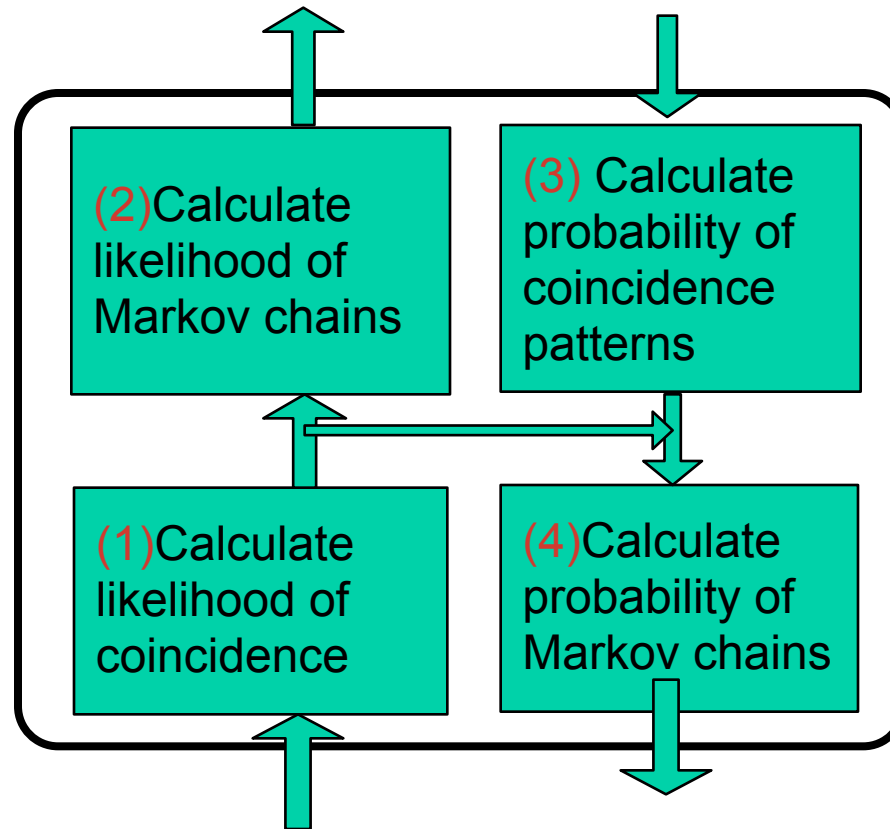 (2)Calculate
likelihood of
Markov chains
(3) Calculate
probability of
coincidence
patterns
(1)Calculate
likelihood of
coincidence
(4)Calculate
probability of
Markov chains